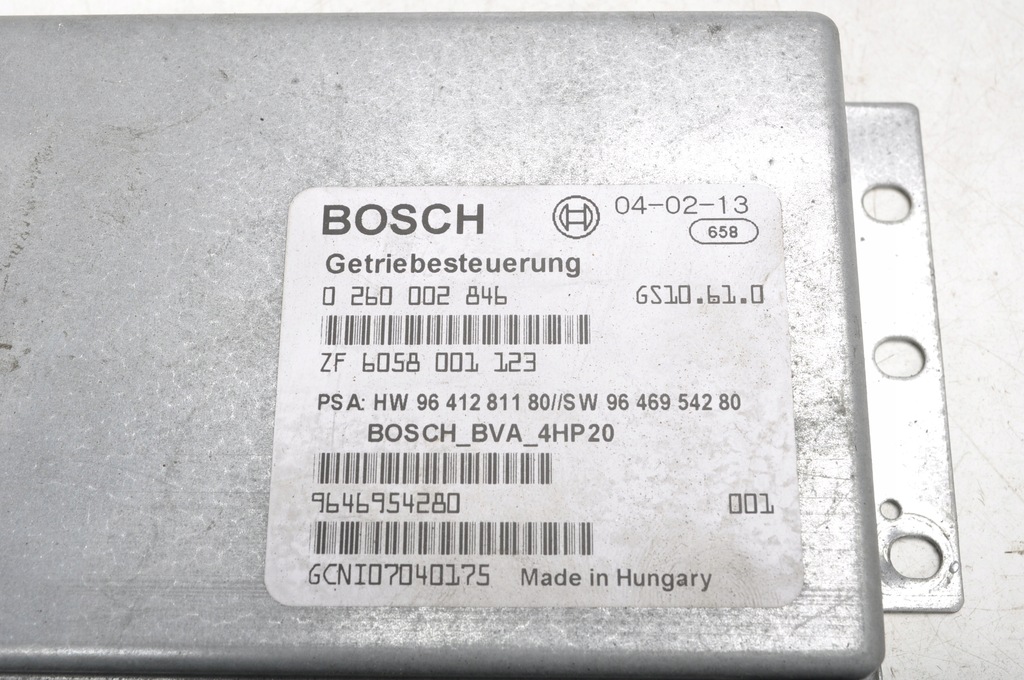 BOSCH 04-02-13
658
Getriebesteuerung
0 260 002 846 GS10.61.0
ZF 6058 001 123
PSA: HW 96 412 811 80//SW 96 469 542 80
BOSCH_BVA_4HP20
9646954280 001
GCNI07040175 Made in Hungary